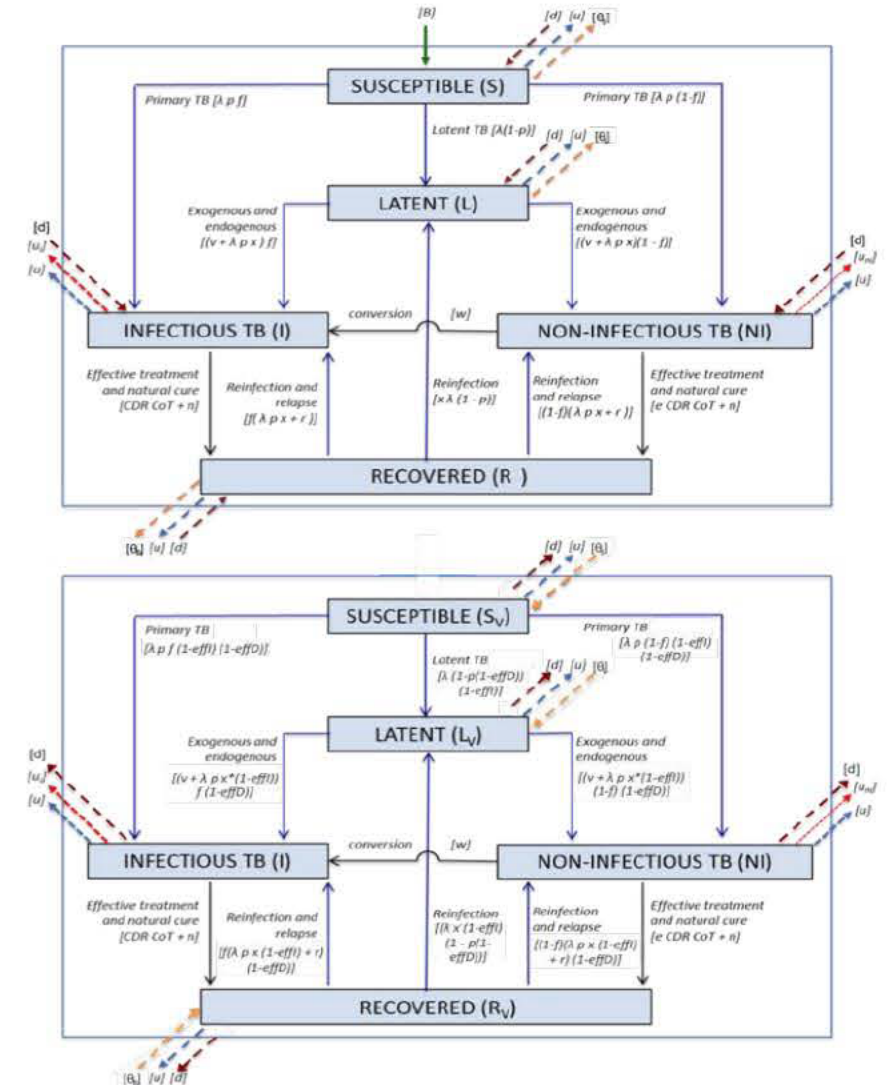 [B]
[d] [u] [θs]
SUSCEPTIBLE (S)
Primary TB [λ p f]
Primary TB [λ p (1-f)]
Latent TB [λ(1-p)]
[d] [u] [θs]
LATENT (L)
Exogenous and
endogenous
[(v + λ p x ) f]
Exogenous and
endogenous
[(v + λ p x)(1 - f)]
[d]
[u]
[d]
[u]
INFECTIOUS TB (I)
conversion [w]
NON-INFECTIOUS TB (NI)
Effective treatment
and natural cure
[CDR CoT + n]
Reinfection and
relapse
[f( λ p x + r )]
Reinfection
[x λ (1 - p)]
Reinfection
and relapse
[(1-f)( λ p x + r )]
Effective treatment
and natural cure
[e CDR CoT + n]
RECOVERED (R )
[u] [d]
[d] [u]
SUSCEPTIBLE (SV)
Primary TB
[λ p f (1-effI) (1-effD)]
Primary TB
[λ p (1-f) (1-effI)
(1-effD)]
Latent TB
[λ (1-p(1-effD))
(1-effI)]
[d] [u]
LATENT (LV)
Exogenous and
endogenous
[(v + λ p x*(1-effI))
f (1-effD)]
Exogenous and
endogenous
[(v + λ p x*(1-effI))
(1-f) (1-effD)]
[d]
[u]
[d]
[u]
INFECTIOUS TB (I)
conversion [w]
NON-INFECTIOUS TB (NI)
Effective treatment
and natural cure
[CDR CoT + n]
Reinfection and
relapse
[f(λ p x (1-effI) + r)
(1-effD)]
Reinfection
[(λ x (1-effI)
(1 - p(1-
effD))]
Reinfection
and relapse
[(1-f)(λ p x (1-effI)
+ r) (1-effD)]
Effective treatment
and natural cure
[e CDR CoT + n]
RECOVERED (RV)
[u] [d]